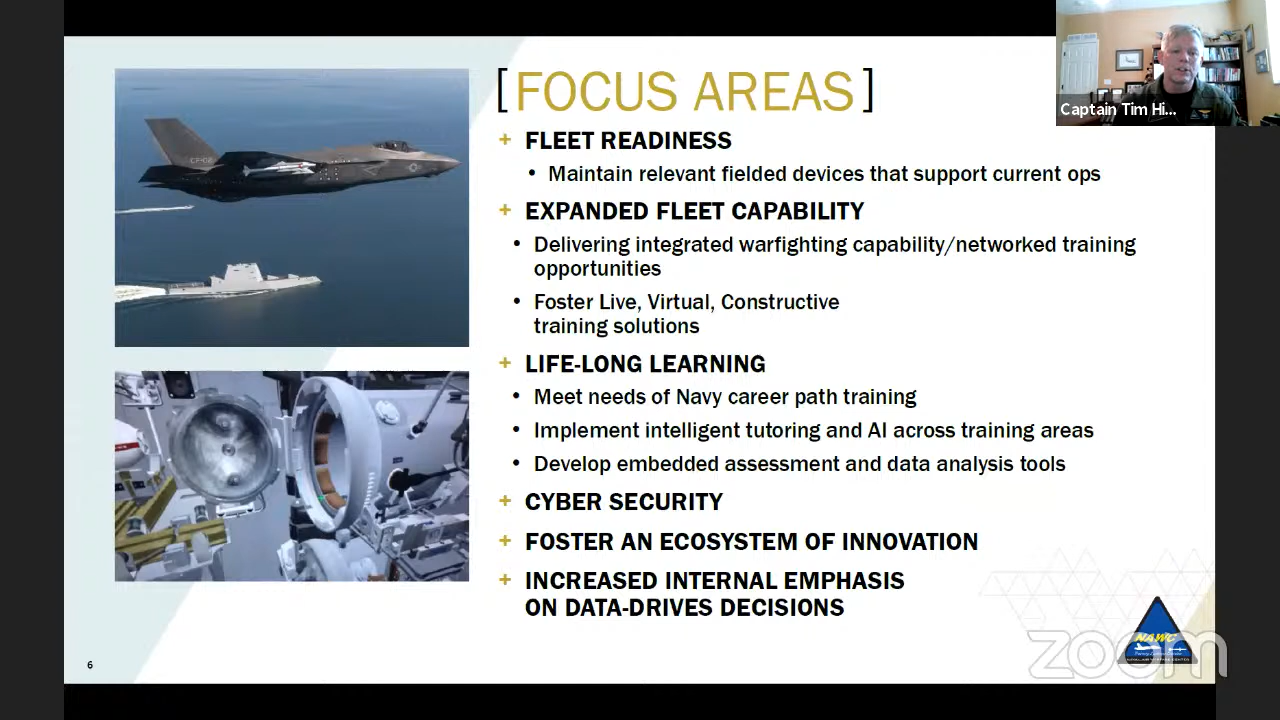 [FOCUS AREAS]
Captain Tim Hi...
+ FLEET READINESS
• Maintain relevant fielded devices that support current ops
+ EXPANDED FLEET CAPABILITY
• Delivering integrated warfighting capability/networked training
opportunities
• Foster Live, Virtual, Constructive
training solutions
+ LIFE-LONG LEARNING
• Meet needs of Navy career path training
• Implement intelligent tutoring and AI across training areas
• Develop embedded assessment and data analysis tools
+ CYBER SECURITY
+ FOSTER AN ECOSYSTEM OF INNOVATION
+ INCREASED INTERNAL EMPHASIS
ON DATA-DRIVES DECISIONS
CF-02
NAWC
zoom
6